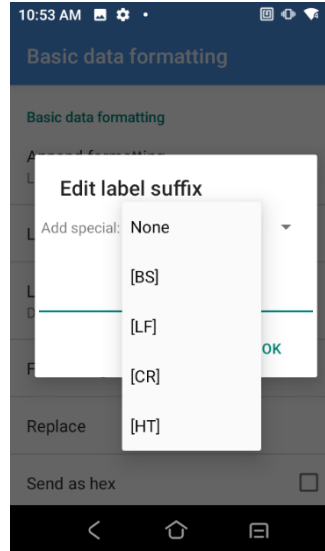 10:53 AM
Basic data formatting
Basic data formatting
L
Edit label suffix
L
Add special: None
[BS]
L
D
[LF]
OK
F
[CR]
Replace
[HT]
Send as hex